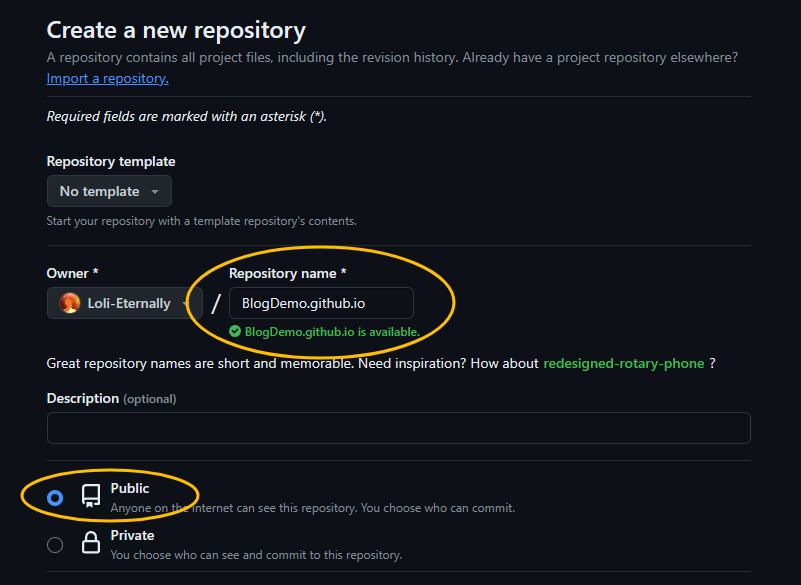 Create a new repository
A repository contains all project files, including the revision history. Already have a project repository elsewhere?
Import a repository.
Required fields are marked with an asterisk (*).
Repository template
No template
Start your repository with a template repository's contents.
Owner *
Repository name *
Loli-Eternally
/
BlogDemo.github.io
BlogDemo.github.io is available.
Great repository names are short and memorable. Need inspiration? How about redesigned-rotary-phone ?
Description (optional)
Public
Anyone on the internet can see this repository. You choose who can commit.
Private
You choose who can see and commit to this repository.